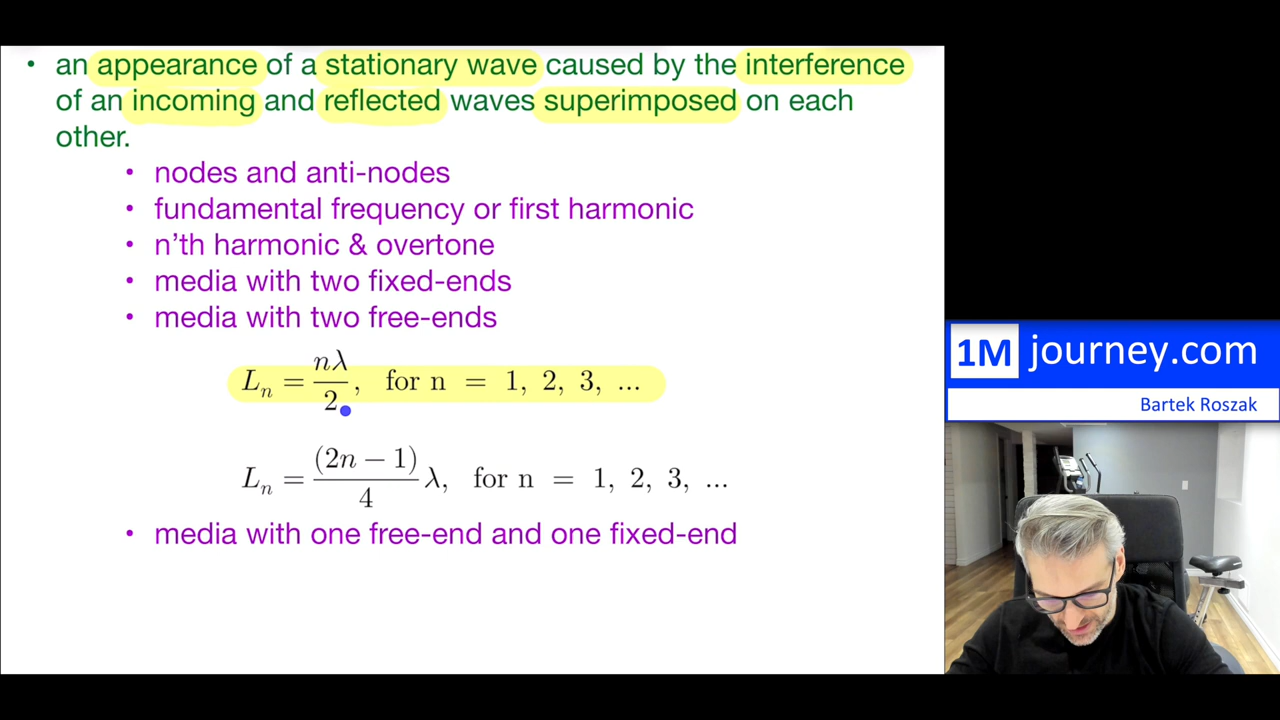 • an appearance of a stationary wave caused by the interference
of an incoming and reflected waves superimposed on each
other.
• nodes and anti-nodes
• fundamental frequency or first harmonic
• n’th harmonic & overtone
• media with two fixed-ends
• media with two free-ends
Lₙ = nλ/2, for n = 1, 2, 3, ...
Lₙ = (2n − 1)/4 λ, for n = 1, 2, 3, ...
• media with one free-end and one fixed-end
1M journey.com
Bartek Roszak